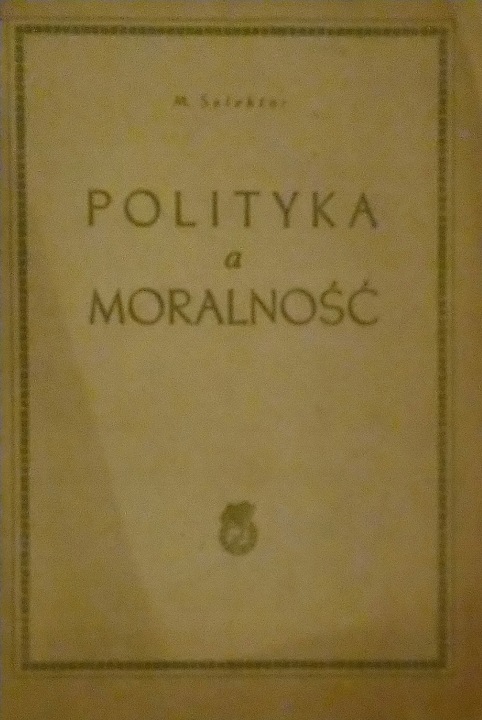 M. Selektor
POLITYKA
a
MORALNOŚĆ